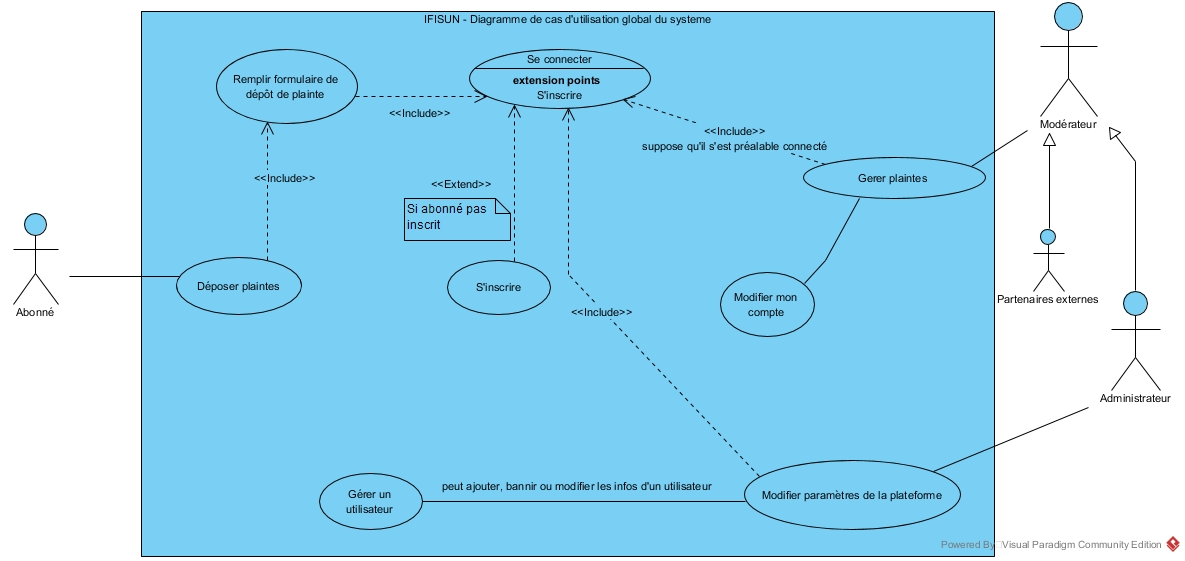 IFISUN - Diagramme de cas d'utilisation global du systeme
Remplir formulaire de
dépôt de plainte
Se connecter
extension points
S'inscrire
<<Include>>
<<Include>>
suppose qu'il s'est préalable connecté
Modérateur
<<Include>>
<<Extend>>
Gerer plaintes
Si abonné pas
inscrit
Déposer plaintes
S'inscrire
Modifier mon
compte
Partenaires externes
Abonné
<<Include>>
Administrateur
Gérer un
utilisateur
peut ajouter, bannir ou modifier les infos d'un utilisateur
Modifier paramètres de la plateforme
Powered By Visual Paradigm Community Edition